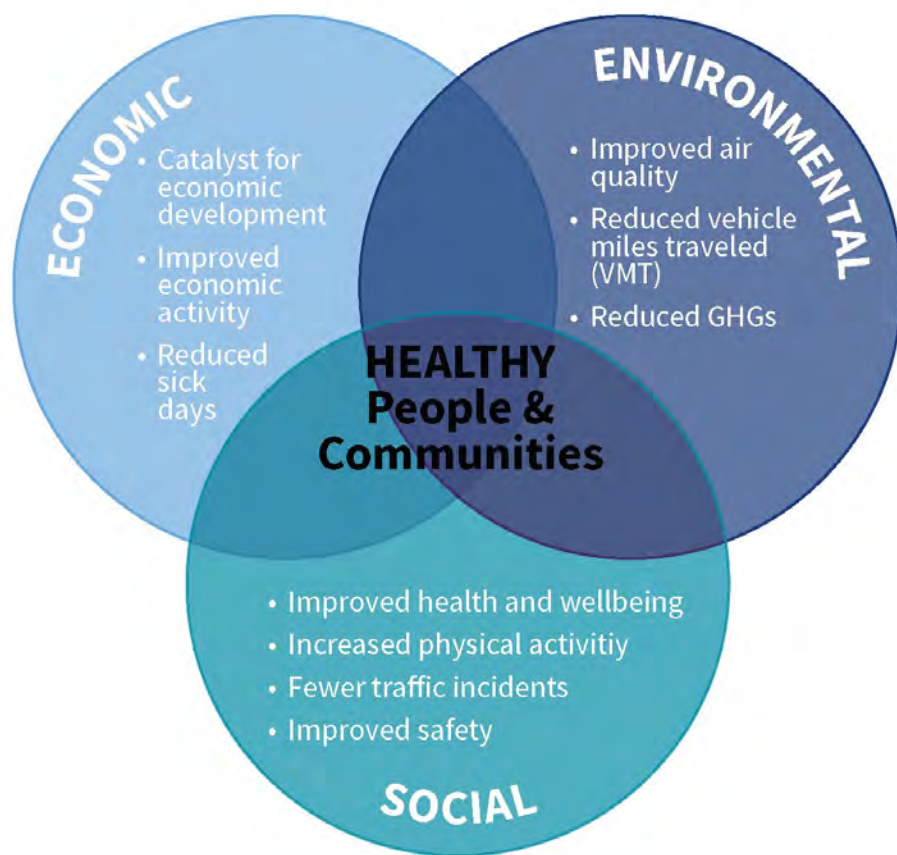 ECONOMIC
• Catalyst for
economic
development
• Improved
economic
activity
• Reduced
sick
days
ENVIRONMENTAL
• Improved air
quality
• Reduced vehicle
miles traveled
(VMT)
• Reduced GHGs
HEALTHY
People &
Communities
• Improved health and wellbeing
• Increased physical activitiy
• Fewer traffic incidents
• Improved safety
SOCIAL